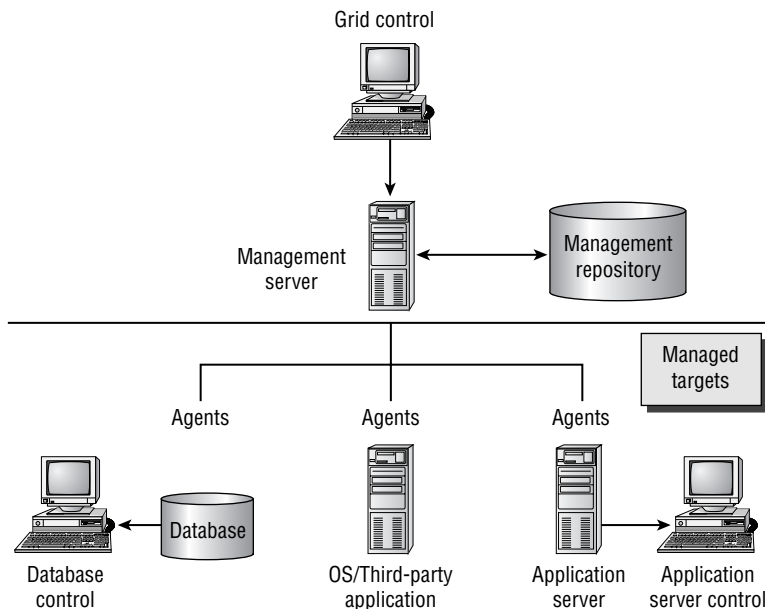 Grid control
Management
server
Management
repository
Managed
targets
Agents
Agents
Agents
Database
Database
control
OS/Third-party
application
Application
server
Application
server control